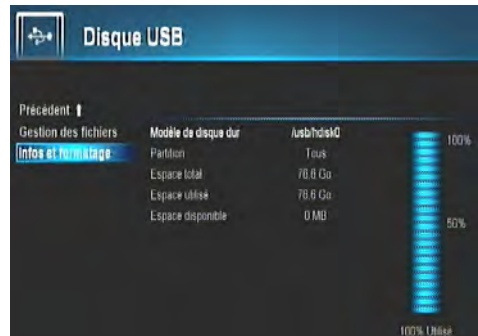 Disque USB
Précédent
Gestion des fichiers
Infos et formatage
Modèle de disque dur /usb/hdisk0
Partition Tous
Espace total 76.6 Go
Espace utilisé 76.6 Go
Espace disponible 0 MB
100%
50%
100% Utilisé